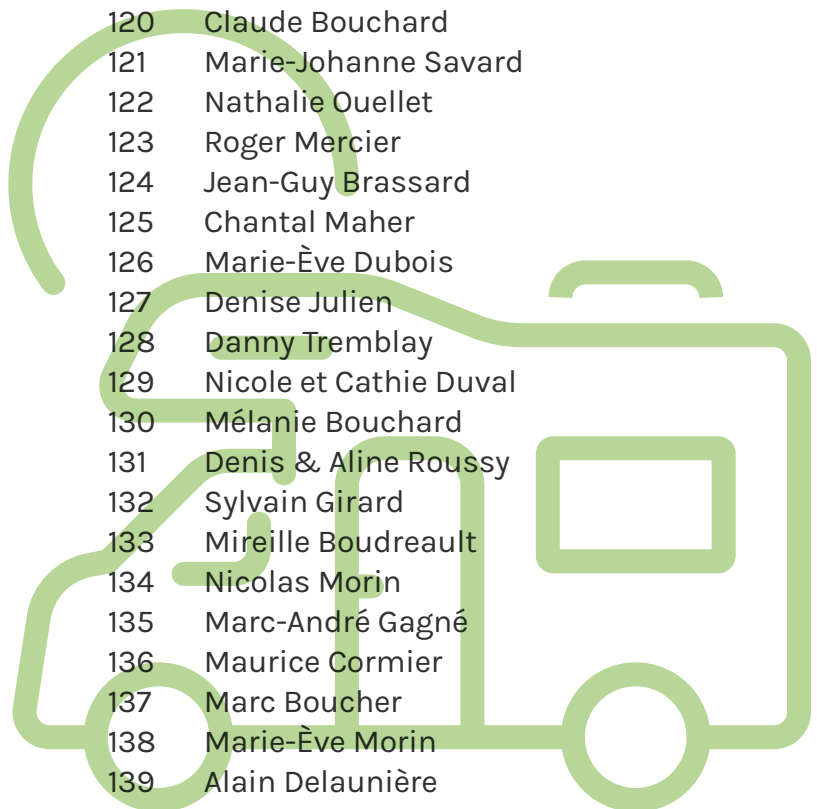 120 Claude Bouchard
121 Marie-Johanne Savard
122 Nathalie Ouellet
123 Roger Mercier
124 Jean-Guy Brassard
125 Chantal Maher
126 Marie-Ève Dubois
127 Denise Julien
128 Danny Tremblay
129 Nicole et Cathie Duval
130 Mélanie Bouchard
131 Denis & Aline Roussy
132 Sylvain Girard
133 Mireille Boudreault
134 Nicolas Morin
135 Marc-André Gagné
136 Maurice Cormier
137 Marc Boucher
138 Marie-Ève Morin
139 Alain Delaunière